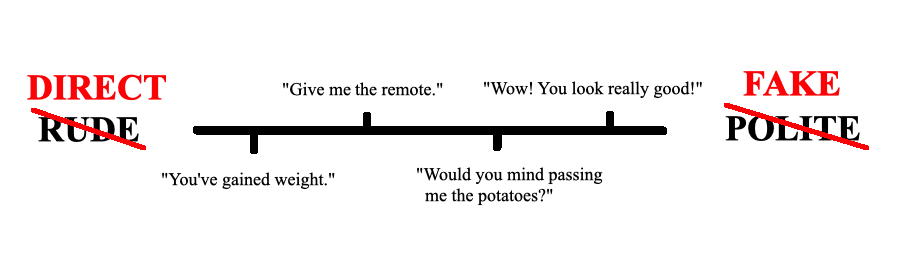 DIRECT
RUDE
"Give me the remote."
"Wow! You look really good!"
FAKE
POLITE
"You've gained weight."
"Would you mind passing
me the potatoes?"